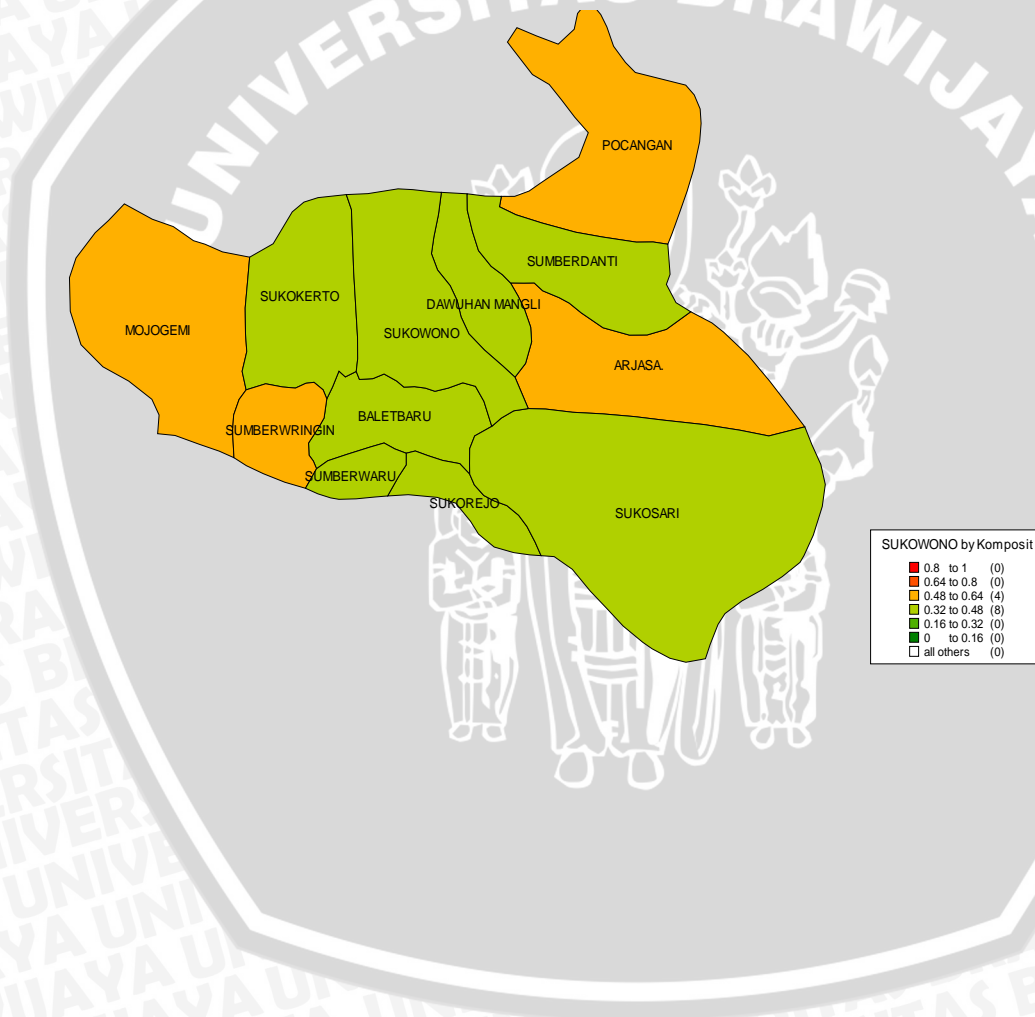 UNIVERSITAS BRAWIJAYA
POCANGAN
SUMBERDANTI
SUKOKERTO
DAWUHAN MANGLI
MOJOGEMI
SUKOWONO
ARJASA.
BALETBARU
SUMBERWRINGIN
SUMBERWARU
SUKOREJO
SUKOSARI
SUKOWONO by Komposit
0.8 to 1 (0)
0.64 to 0.8 (0)
0.48 to 0.64 (4)
0.32 to 0.48 (8)
0.16 to 0.32 (0)
0 to 0.16 (0)
all others (0)